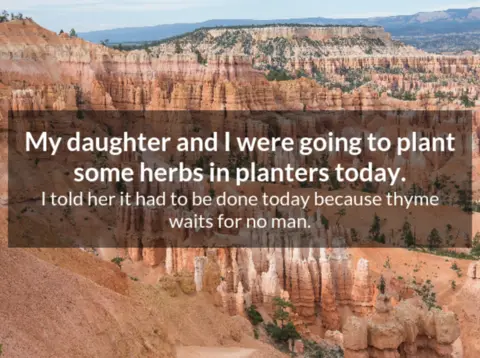 My daughter and I were going to plant
some herbs in planters today.
I told her it had to be done today because thyme
waits for no man.